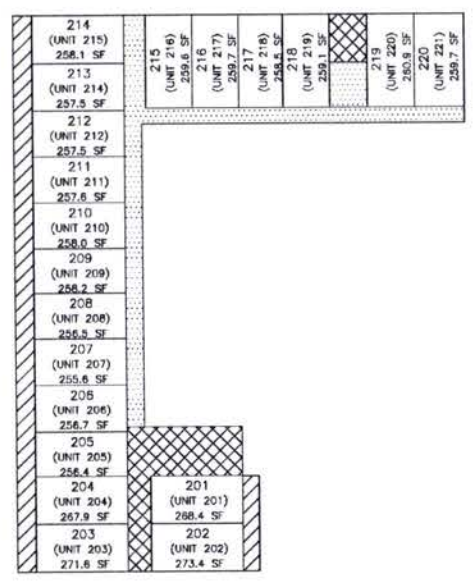 214
(UNIT 215)
258.1 SF
213
(UNIT 214)
257.5 SF
212
(UNIT 212)
257.5 SF
211
(UNIT 211)
257.6 SF
210
(UNIT 210)
258.0 SF
209
(UNIT 209)
258.2 SF
208
(UNIT 208)
256.5 SF
207
(UNIT 207)
255.6 SF
206
(UNIT 206)
256.7 SF
205
(UNIT 205)
256.4 SF
204
(UNIT 204)
267.9 SF
203
(UNIT 203)
271.6 SF
215
(UNIT 216)
259.6 SF
216
(UNIT 217)
259.7 SF
217
(UNIT 218)
258.5 SF
218
(UNIT 219)
259.1 SF
219
(UNIT 220)
260.9 SF
220
(UNIT 221)
259.7 SF
201
(UNIT 201)
268.4 SF
202
(UNIT 202)
273.4 SF